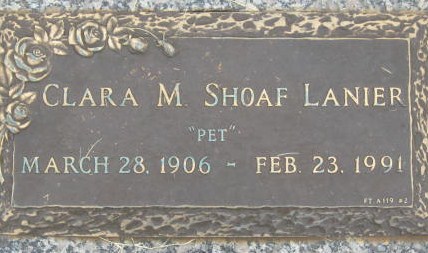 CLARA M. SHOAF LANIER
"PET"
MARCH 28, 1906 - FEB. 23, 1991